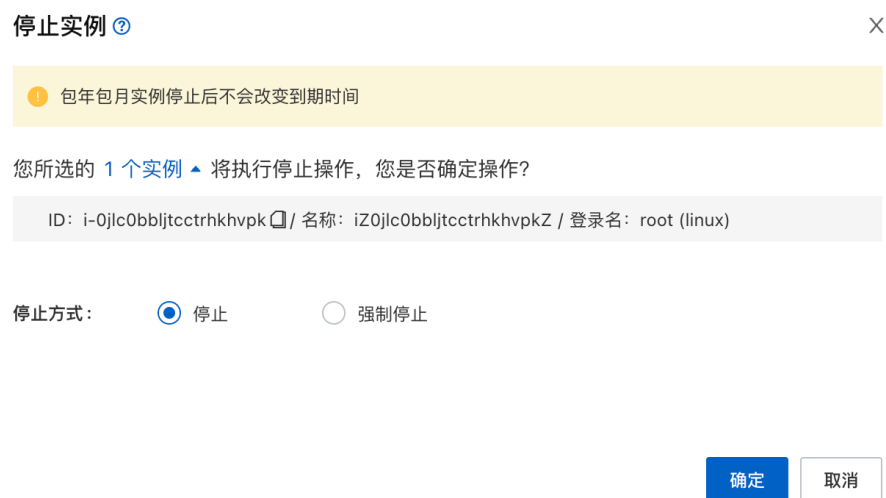 停止实例
包年包月实例停止后不会改变到期时间
您所选的 1 个实例 将执行停止操作，您是否确定操作?
ID：i-0jlc0bbljtcctrhkhvpk / 名称：iZ0jlc0bbljtcctrhkhvpkZ / 登录名：root (linux)
停止方式： 停止 强制停止
确定 取消